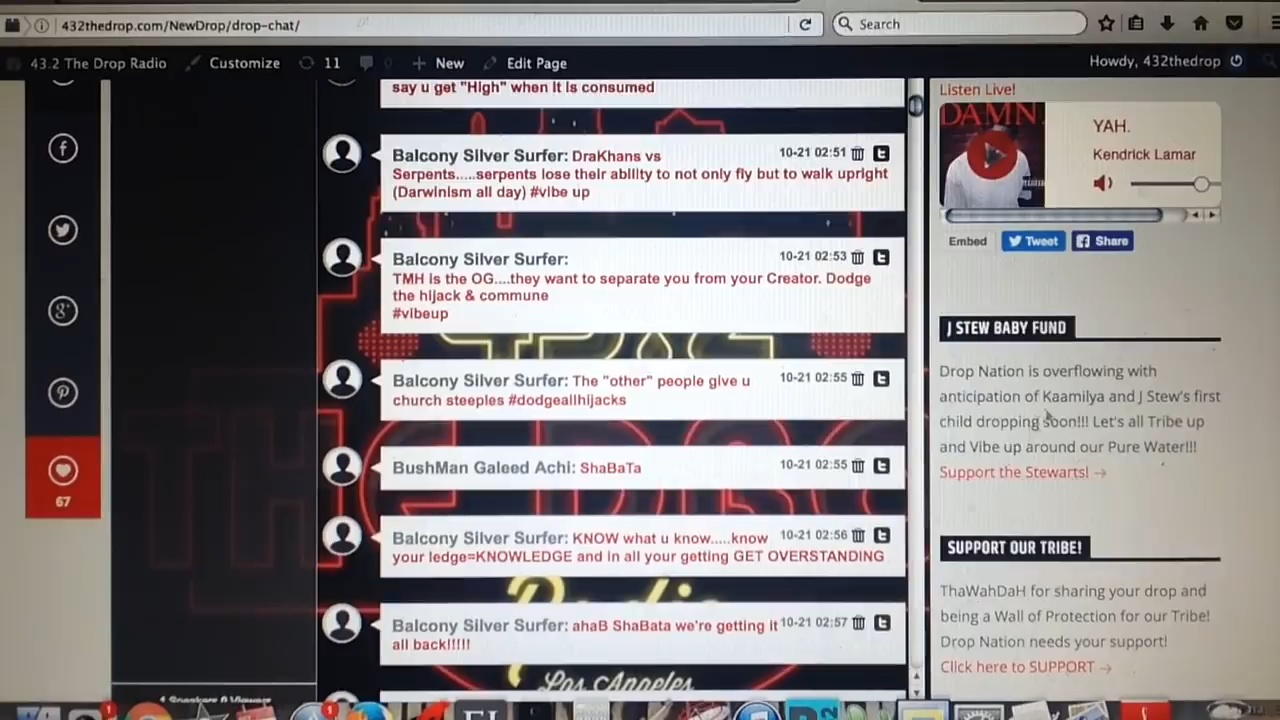 432thedrop.com/NewDrop/drop-chat/
Search
43.2 The Drop Radio
Customize
11
0
New
Edit Page
Howdy, 432thedrop
say u get "High" when it is consumed
Balcony Silver Surfer: DraKhans vs
10-21 02:51
Serpents.....serpents lose their ability to not only fly but to walk upright
(Darwinism all day) #vibe up
Balcony Silver Surfer:
10-21 02:53
TMH is the OG....they want to separate you from your Creator. Dodge
the hijack & commune
#vibeup
Balcony Silver Surfer: The "other" people give u
10-21 02:55
church steeples #dodgeallhijacks
BushMan Galeed Achi: ShaBaTa
10-21 02:55
Balcony Silver Surfer: KNOW what u know.....know
10-21 02:56
your ledge=KNOWLEDGE and in all your getting GET OVERSTANDING
Balcony Silver Surfer: ahaB ShaBata we're getting it
10-21 02:57
all back!!!!!
67
THE DRO
Radio
Los Angeles
Listen Live!
DAMN.
YAH.
Kendrick Lamar
Embed
Tweet
Share
J STEW BABY FUND
Drop Nation is overflowing with
anticipation of Kaamilya and J Stew's first
child dropping soon!!! Let's all Tribe up
and Vibe up around our Pure Water!!!
Support the Stewarts! →
SUPPORT OUR TRIBE!
ThaWahDaH for sharing your drop and
being a Wall of Protection for our Tribe!
Drop Nation needs your support!
Click here to SUPPORT →